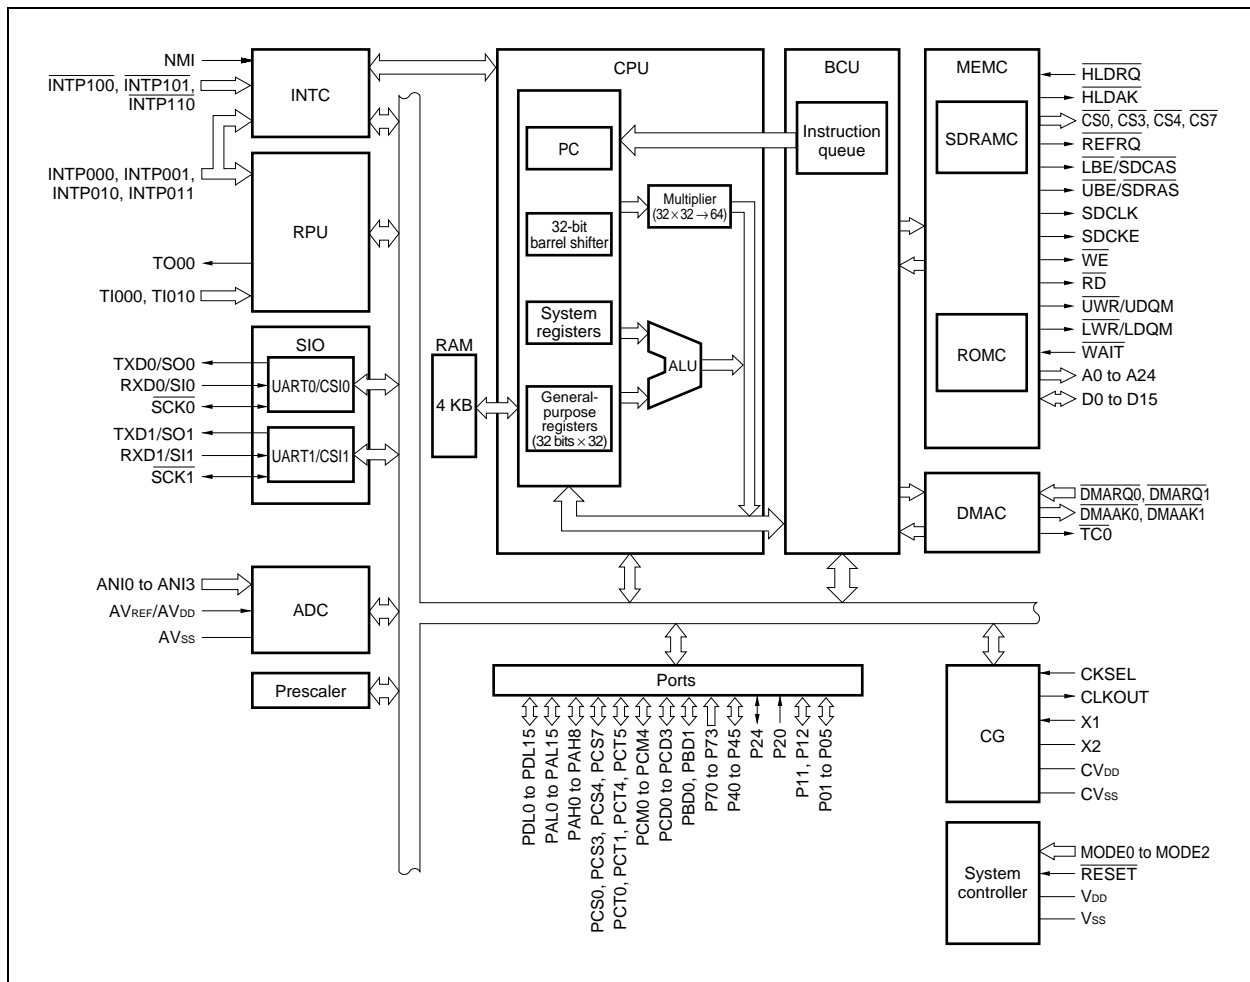 NMI
INTP100, INTP101,
INTP110
INTP000, INTP001,
INTP010, INTP011
TO00
TI000, TI010
INTC
RPU
SIO
TXD0/SO0
RXD0/SI0
SCK0
UART0/CSI0
TXD1/SO1
RXD1/SI1
SCK1
UART1/CSI1
ANI0 to ANI3
AVREF/AVDD
AVSS
ADC
Prescaler
RAM
4 KB
CPU
PC
32-bit
barrel shifter
System
registers
General-
purpose
registers
(32 bits × 32)
Multiplier
(32 × 32 → 64)
ALU
BCU
Instruction
queue
MEMC
SDRAMC
ROMC
HLDRQ
HLDAK
CS0, CS3, CS4, CS7
REFRQ
LBE/SDCAS
UBE/SDRAS
SDCLK
SDCKE
WE
RD
UWR/UDQM
LWR/LDQM
WAIT
A0 to A24
D0 to D15
DMAC
DMARQ0, DMARQ1
DMAAK0, DMAAK1
TC0
Ports
PDL0 to PDL15
PAL0 to PAL15
PAH0 to PAH8
PCS0, PCS3, PCS4, PCS7
PCT0, PCT1, PCT4, PCT5
PCM0 to PCM4
PCD0 to PCD3
PBD0, PBD1
P70 to P73
P40 to P45
P24
P20
P11, P12
P01 to P05
CG
CKSEL
CLKOUT
X1
X2
CVDD
CVSS
System
controller
MODE0 to MODE2
RESET
VDD
VSS